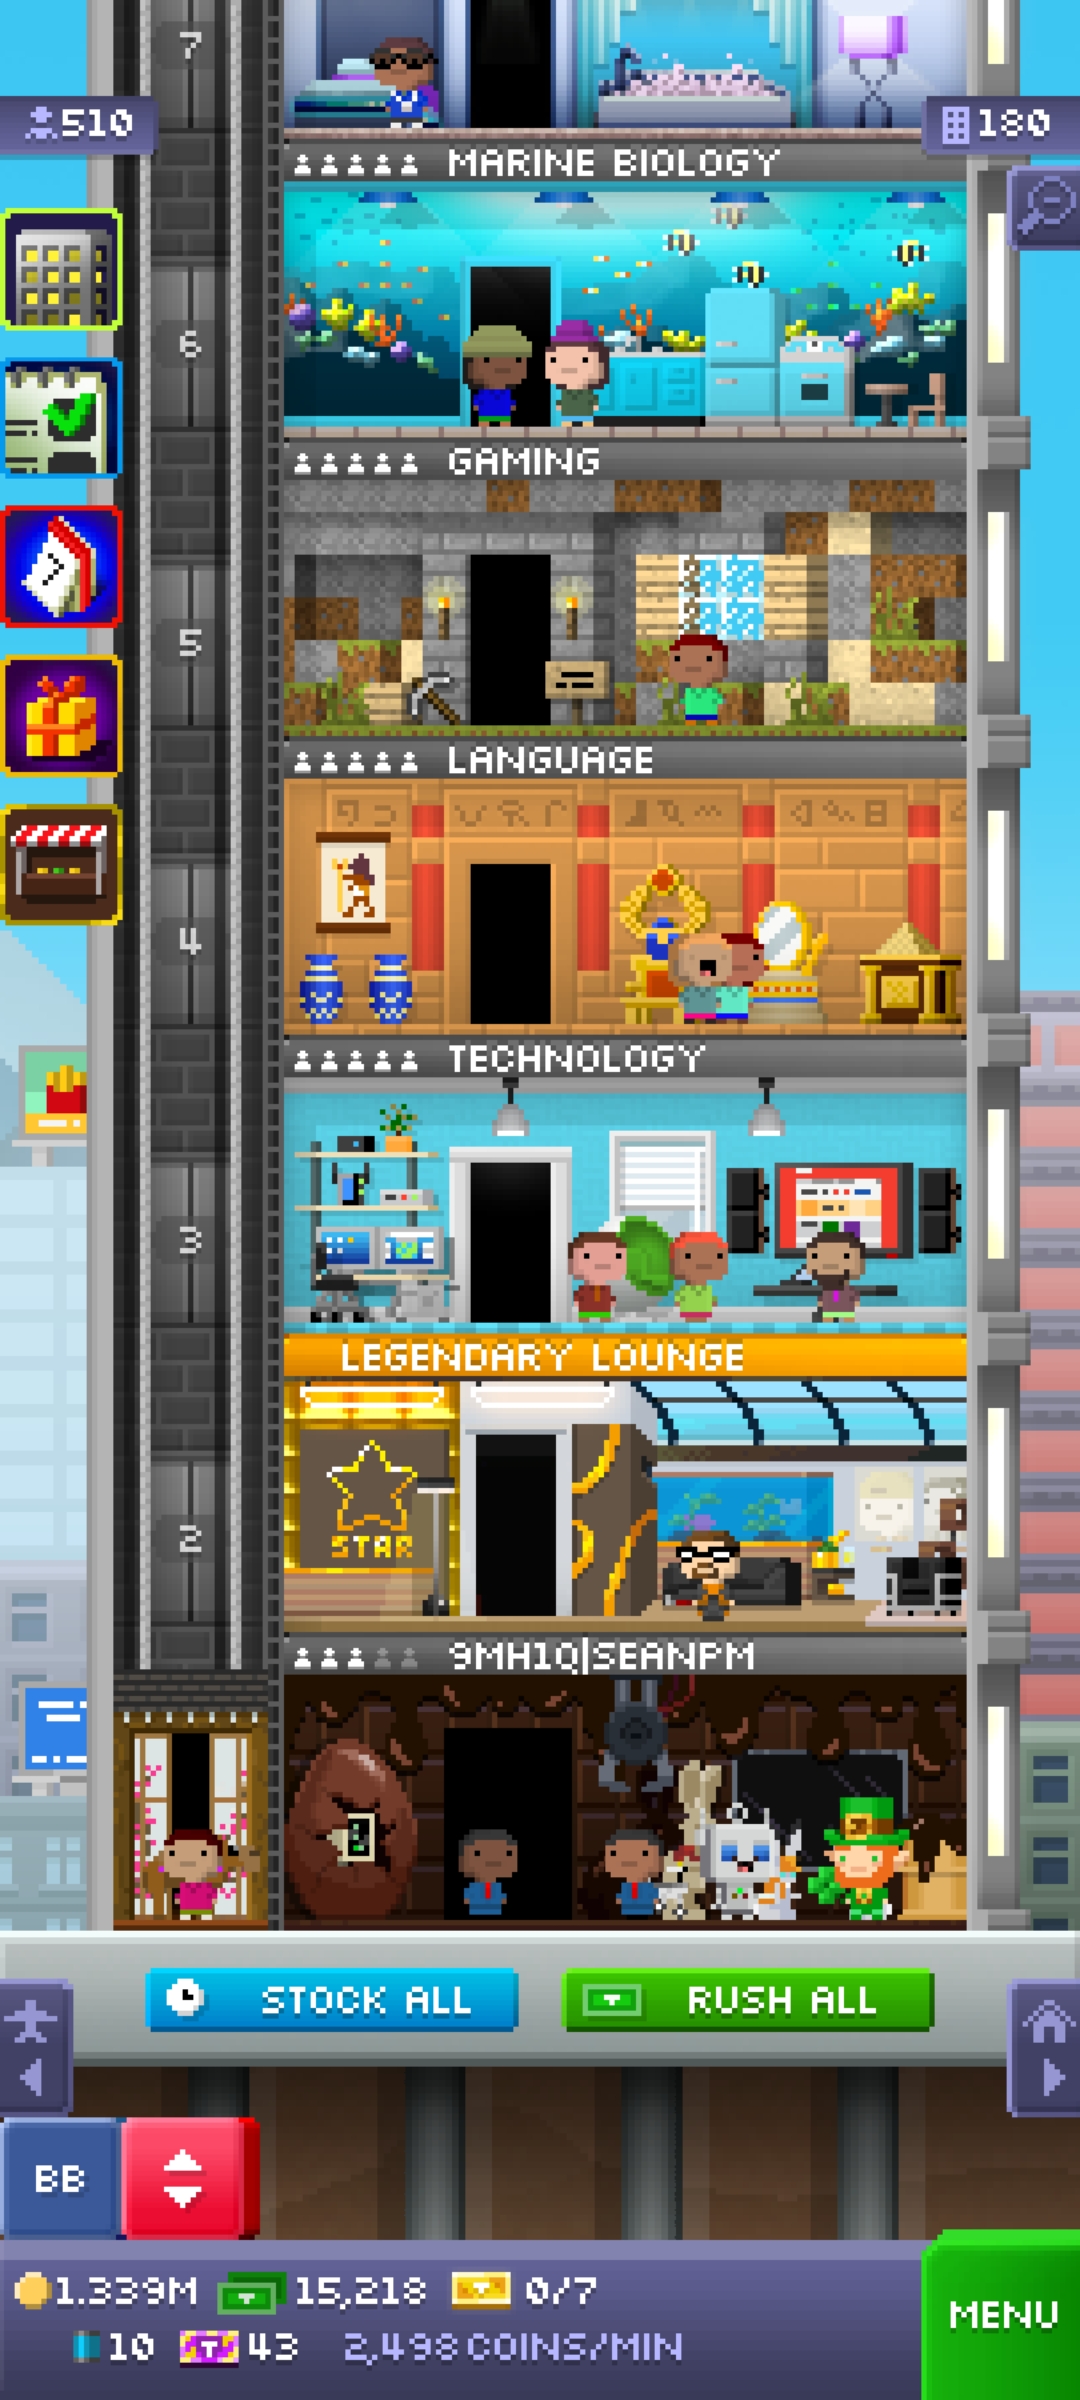 7
510
180
MARINE BIOLOGY
6
GAMING
5
LANGUAGE
4
TECHNOLOGY
3
LEGENDARY LOUNGE
STAR
2
9MH1Q|SEANPM
STOCK ALL
RUSH ALL
BB
1.339M 15,218 0/7
10 43 2,498 COINS/MIN
MENU